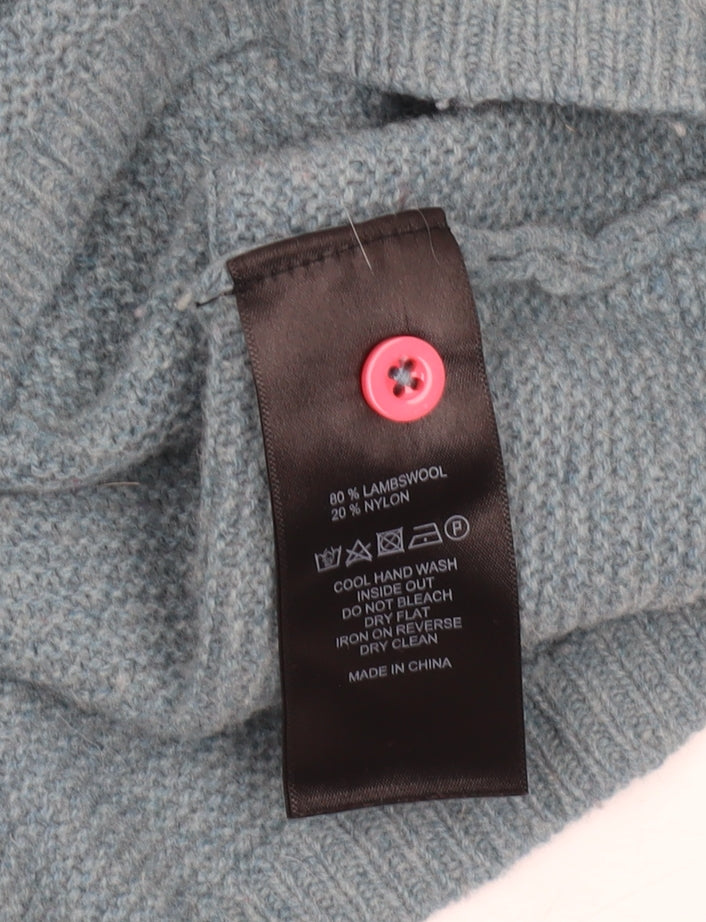 80 % LAMBSWOOL
20 % NYLON
P
COOL HAND WASH
INSIDE OUT
DO NOT BLEACH
DRY FLAT
IRON ON REVERSE
DRY CLEAN
MADE IN CHINA